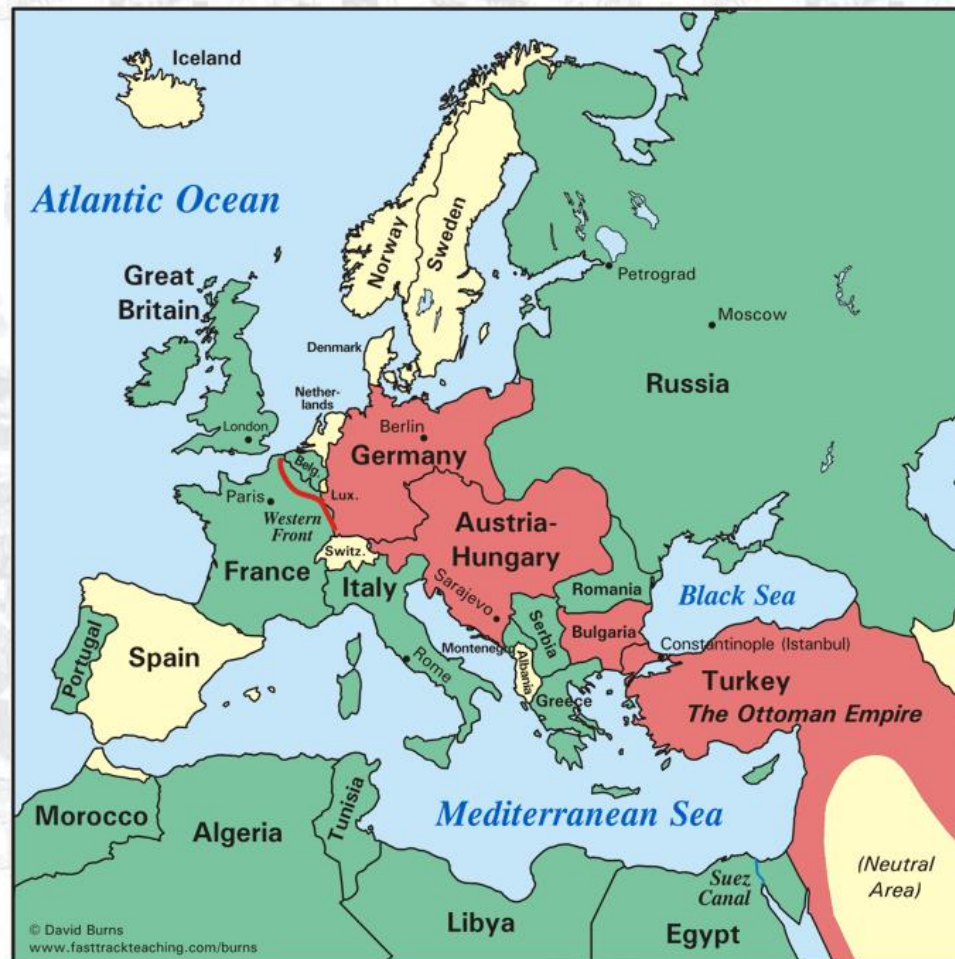 Iceland
Atlantic Ocean
Norway
Sweden
Great
Britain
Petrograd
Moscow
Denmark
Nether-
lands
Russia
London
Berlin
Germany
Belg.
Paris
Lux.
Western
Front
Austria-
Hungary
Switz.
France
Italy
Sarajevo
Romania
Black Sea
Serbia
Bulgaria
Montenegro
Constantinople (Istanbul)
Portugal
Spain
Rome
Albania
Greece
Turkey
The Ottoman Empire
Morocco
Algeria
Tunisia
Mediterranean Sea
(Neutral
Area)
Suez
Canal
Libya
Egypt
© David Burns
www.fasttrackteaching.com/burns